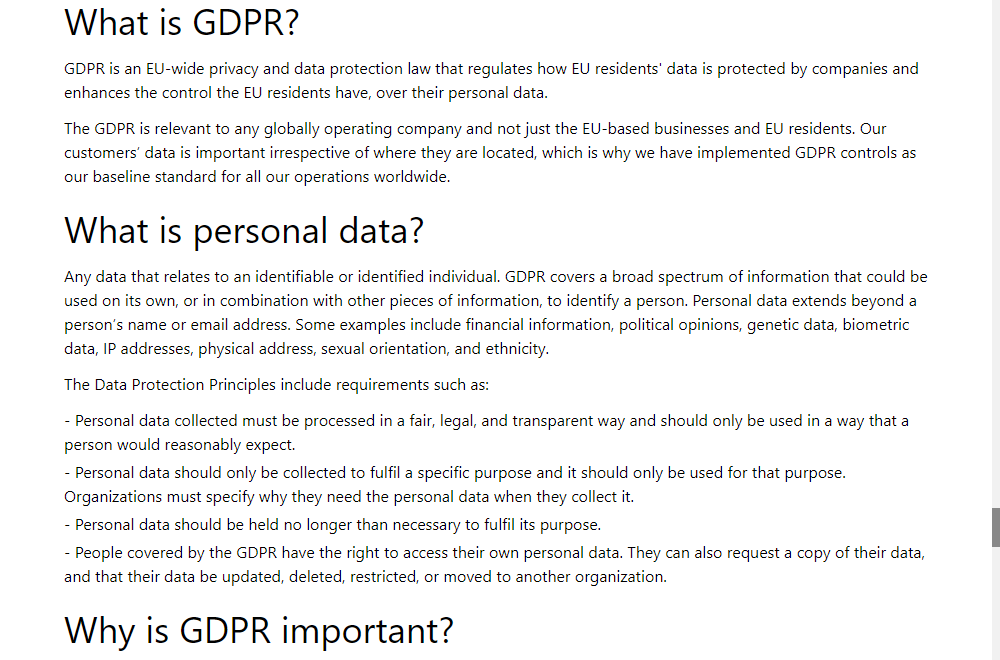 What is GDPR?
GDPR is an EU-wide privacy and data protection law that regulates how EU residents' data is protected by companies and
enhances the control the EU residents have, over their personal data.
The GDPR is relevant to any globally operating company and not just the EU-based businesses and EU residents. Our
customers’ data is important irrespective of where they are located, which is why we have implemented GDPR controls as
our baseline standard for all our operations worldwide.
What is personal data?
Any data that relates to an identifiable or identified individual. GDPR covers a broad spectrum of information that could be
used on its own, or in combination with other pieces of information, to identify a person. Personal data extends beyond a
person’s name or email address. Some examples include financial information, political opinions, genetic data, biometric
data, IP addresses, physical address, sexual orientation, and ethnicity.
The Data Protection Principles include requirements such as:
- Personal data collected must be processed in a fair, legal, and transparent way and should only be used in a way that a
person would reasonably expect.
- Personal data should only be collected to fulfil a specific purpose and it should only be used for that purpose.
Organizations must specify why they need the personal data when they collect it.
- Personal data should be held no longer than necessary to fulfil its purpose.
- People covered by the GDPR have the right to access their own personal data. They can also request a copy of their data,
and that their data be updated, deleted, restricted, or moved to another organization.
Why is GDPR important?